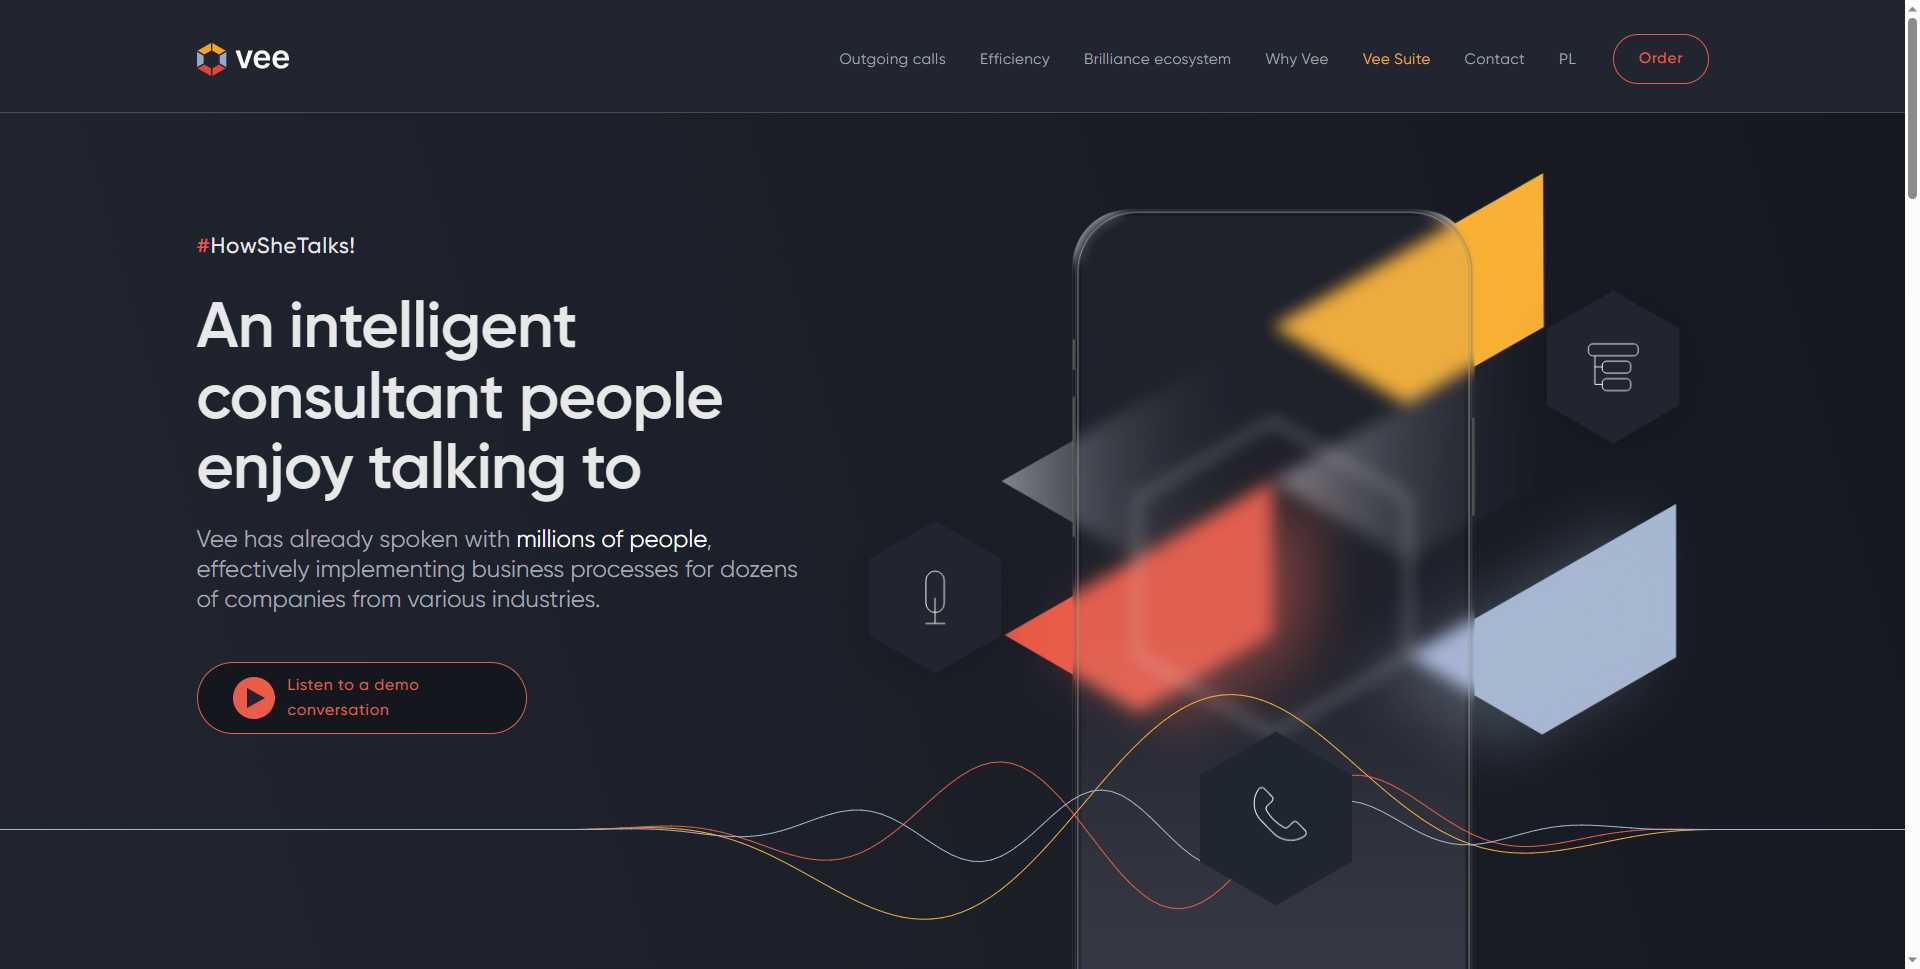 vee
Outgoing calls
Efficiency
Brilliance ecosystem
Why Vee
Vee Suite
Contact
PL
Order
#HowSheTalks!
An intelligent
consultant people
enjoy talking to
Vee has already spoken with millions of people,
effectively implementing business processes for dozens
of companies from various industries.
Listen to a demo
conversation